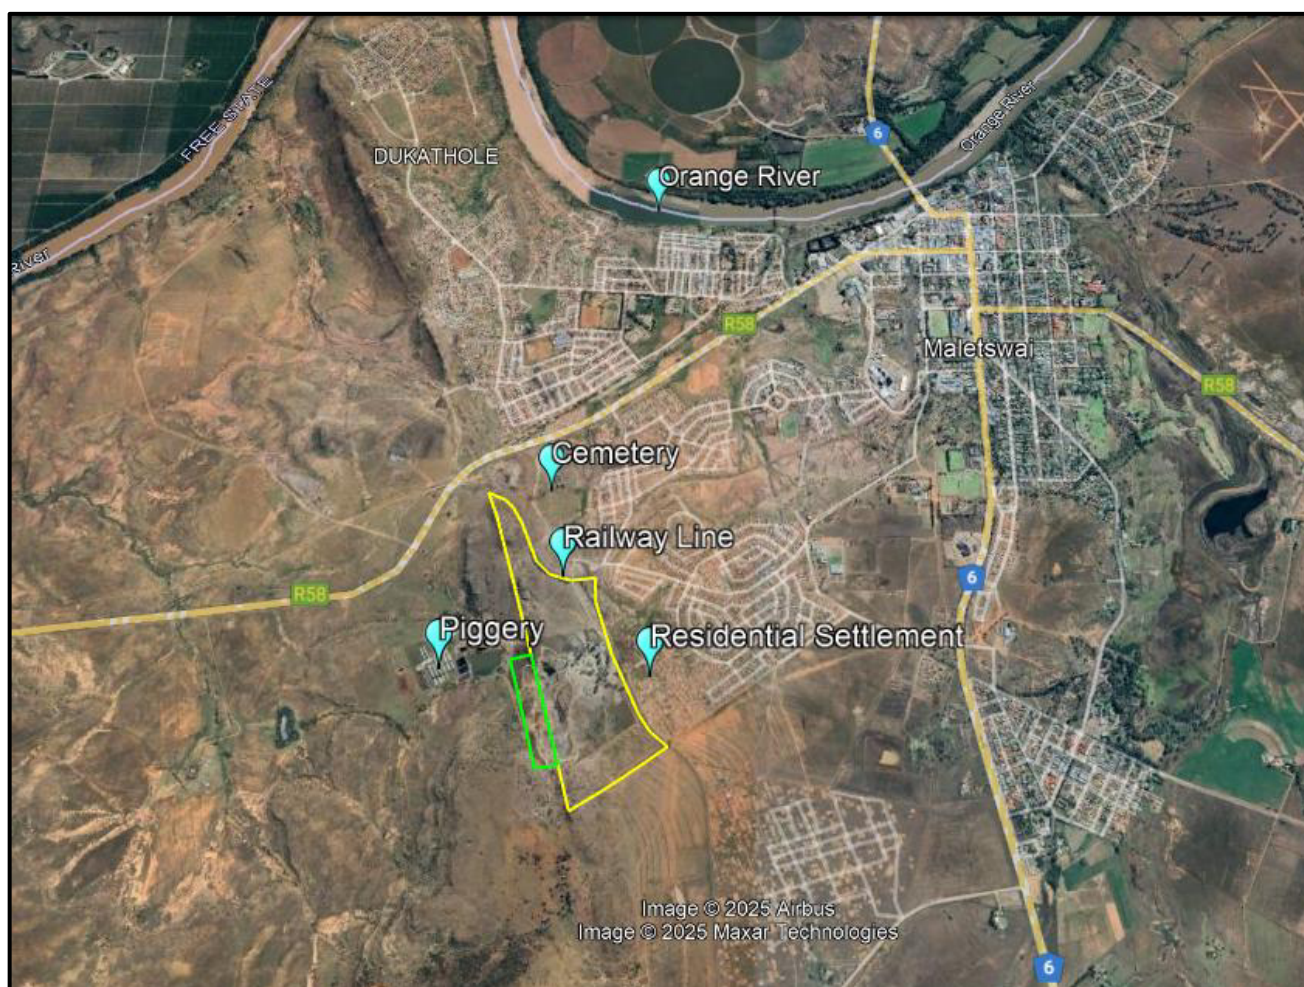 FREE STATE
Orange River
6
DUKATHOLE
Orange River
River
R58
Maletswai
R58
Cemetery
Railway Line
6
R58
Piggery
Residential Settlement
Image © 2025 Airbus
Image © 2025 Maxar Technologies
6